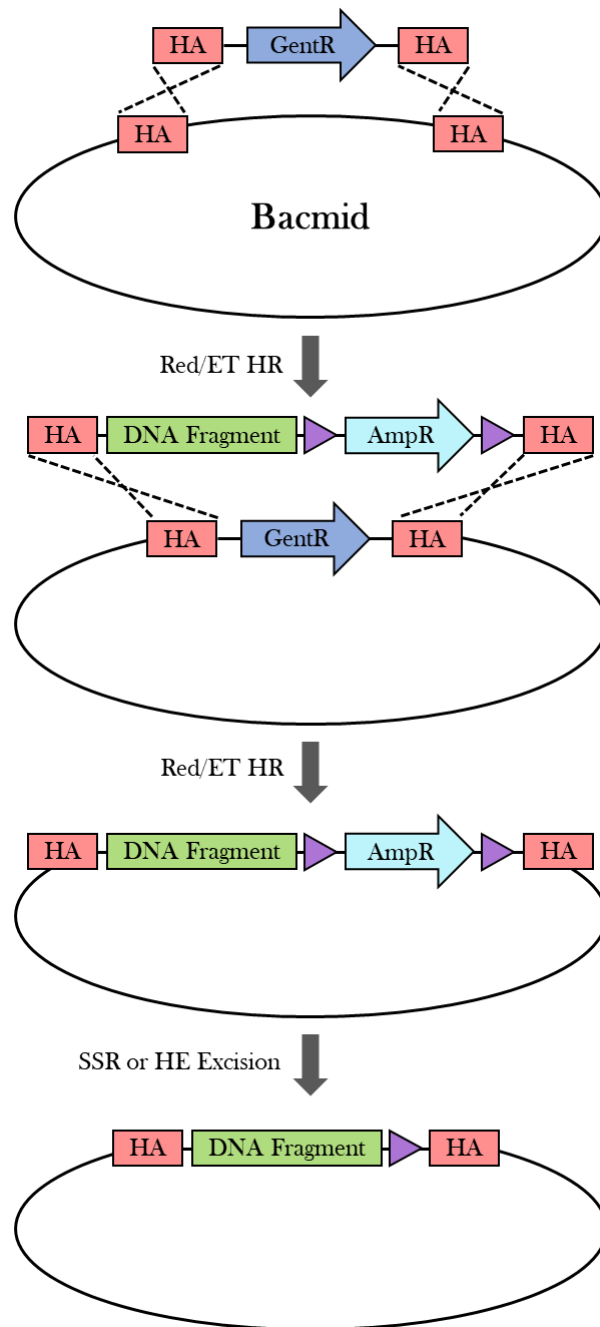 HA GentR HA
HA HA
Bacmid
Red/ET HR
HA DNA Fragment AmpR HA
HA GentR HA
Red/ET HR
HA DNA Fragment AmpR HA
SSR or HE Excision
HA DNA Fragment HA